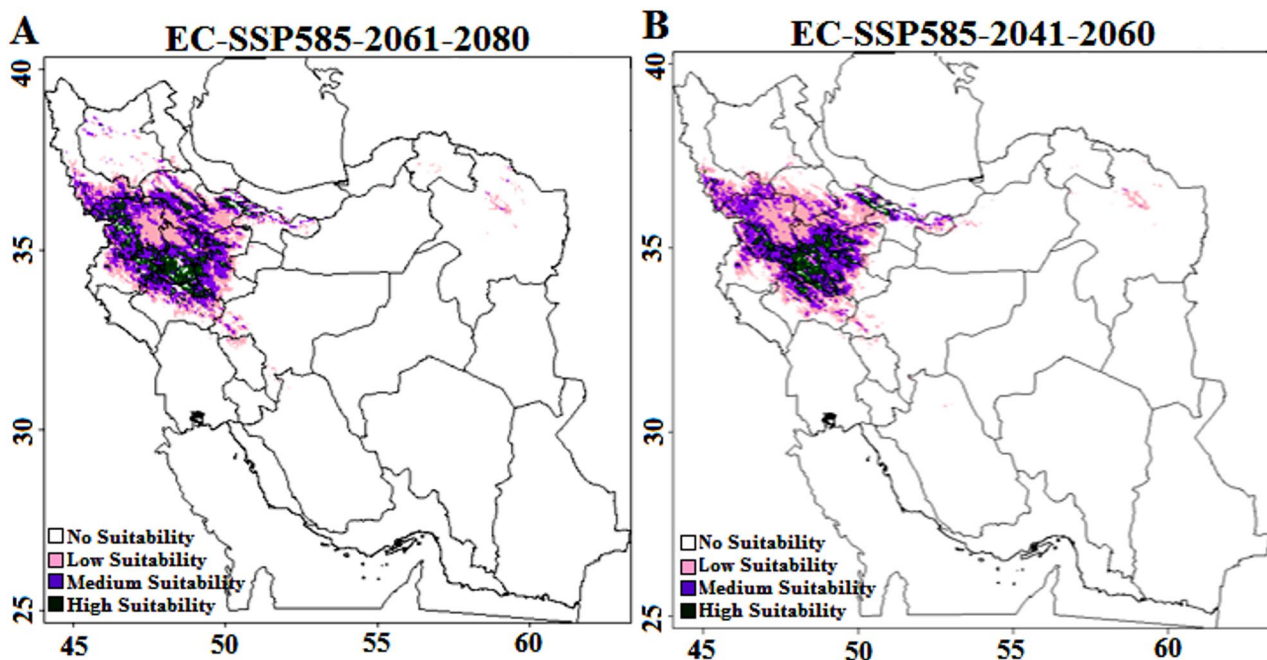 A
EC-SSP585-2061-2080
40
35
30
25
No Suitability
Low Suitability
Medium Suitability
High Suitability
45 50 55 60
B
EC-SSP585-2041-2060
40
35
30
25
No Suitability
Low Suitability
Medium Suitability
High Suitability
45 50 55 60